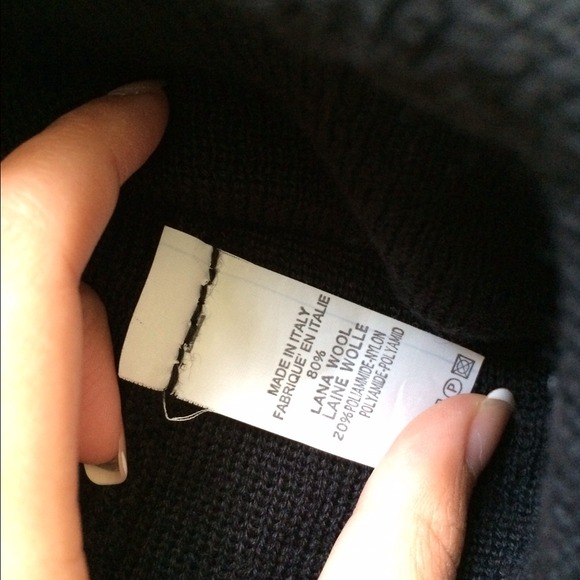 MADE IN ITALY
FABRIQUE' EN ITALIE
80%
LANA WOOL
LAINE WOLLE
20%POLIAMMIDE-NYLON
POLYAMIDE-POLYAMID
P